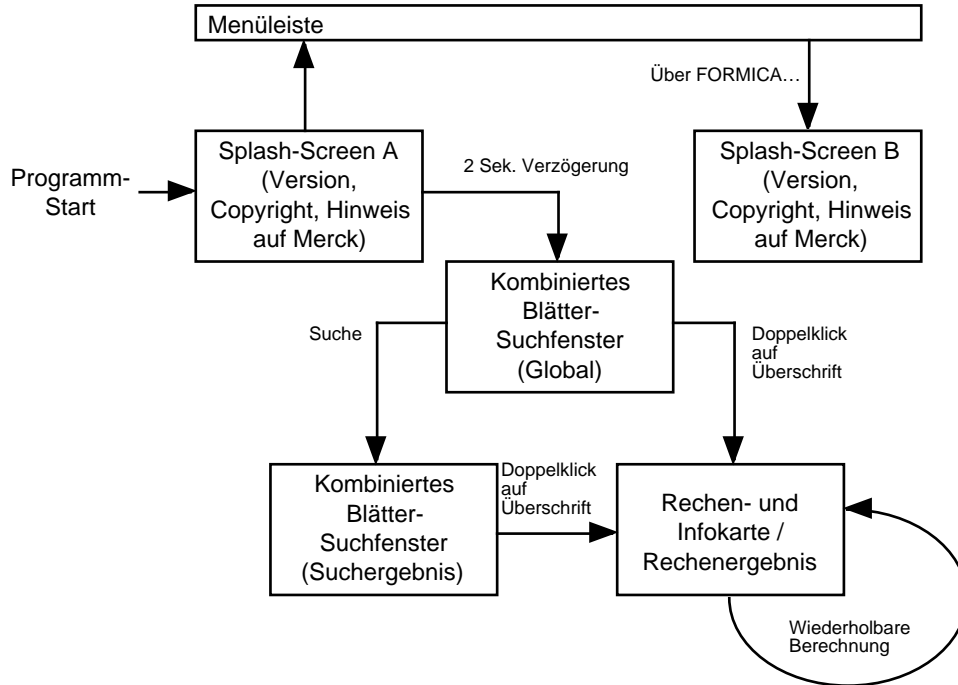 Menüleiste
Über FORMICA…
Splash-Screen A
(Version,
Copyright, Hinweis
auf Merck)
Splash-Screen B
(Version,
Copyright, Hinweis
auf Merck)
2 Sek. Verzögerung
Programm-
Start
Kombiniertes
Blätter-
Suchfenster
(Global)
Suche
Doppelklick
auf
Überschrift
Kombiniertes
Blätter-
Suchfenster
(Suchergebnis)
Doppelklick
auf
Überschrift
Rechen- und
Infokarte /
Rechenergebnis
Wiederholbare
Berechnung